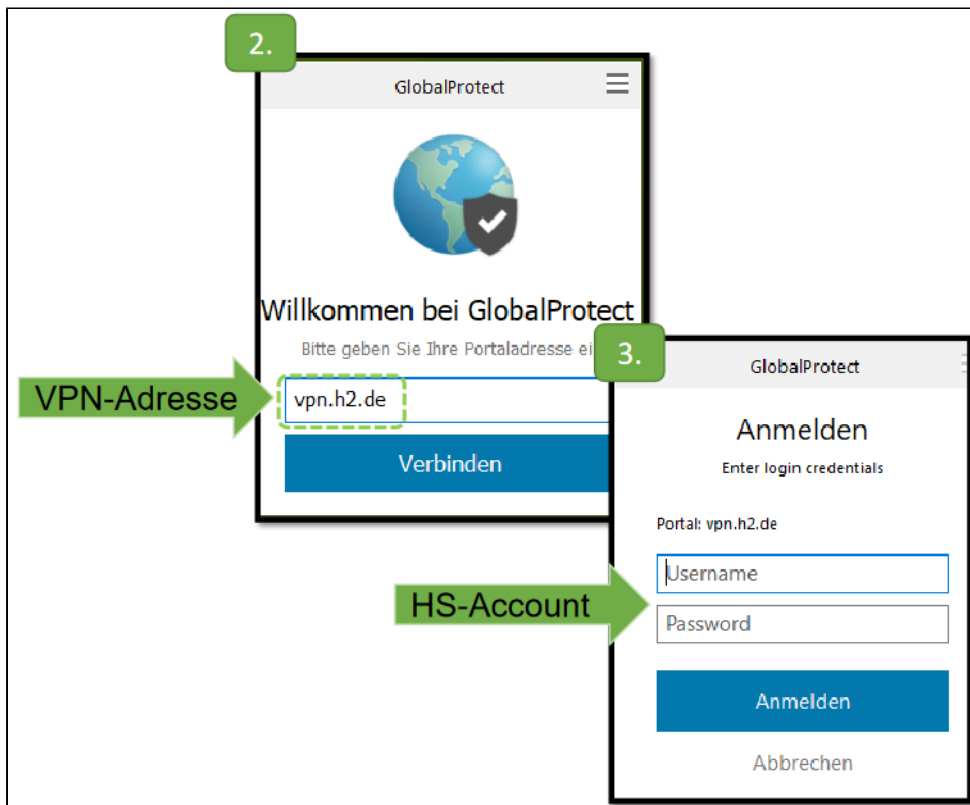 2.
GlobalProtect
Willkommen bei GlobalProtect
Bitte geben Sie Ihre Portaladresse ei
VPN-Adresse
vpn.h2.de
Verbinden
3.
GlobalProtect
Anmelden
Enter login credentials
Portal: vpn.h2.de
HS-Account
Username
Password
Anmelden
Abbrechen